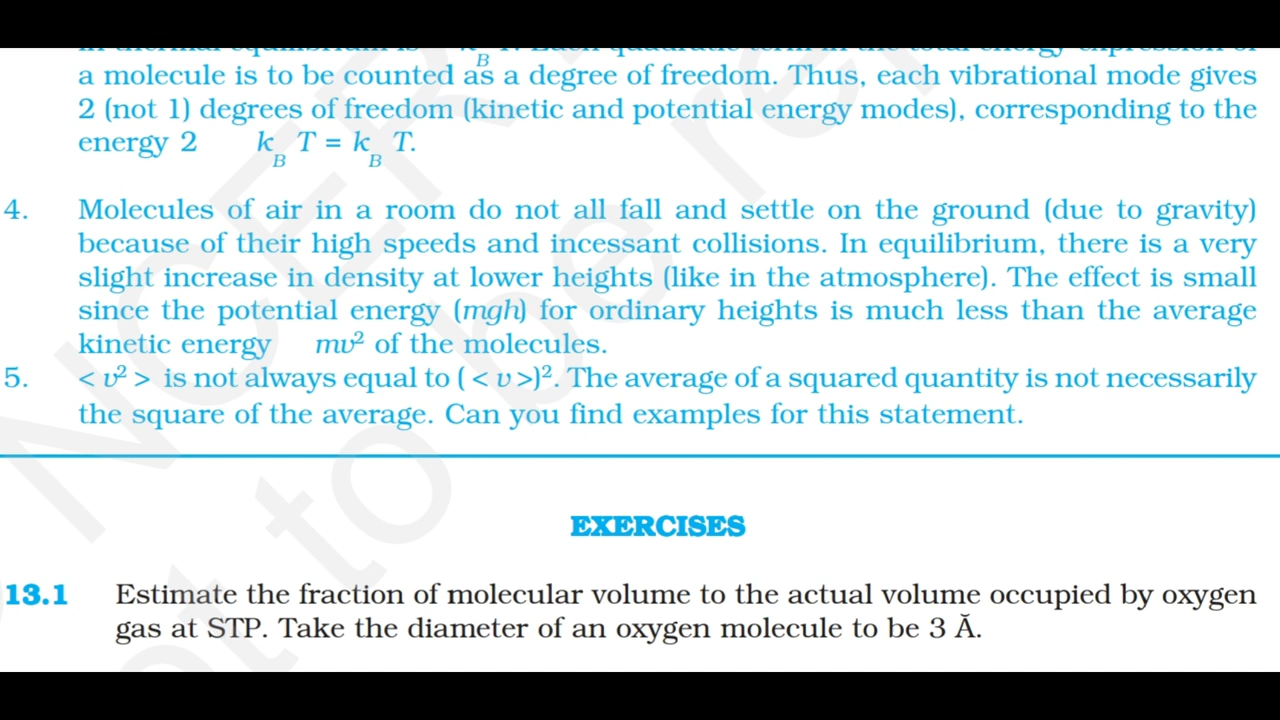 a molecule is to be counted as a degree of freedom. Thus, each vibrational mode gives
2 (not 1) degrees of freedom (kinetic and potential energy modes), corresponding to the
energy 2 k_B T = k_B T.
4. Molecules of air in a room do not all fall and settle on the ground (due to gravity)
because of their high speeds and incessant collisions. In equilibrium, there is a very
slight increase in density at lower heights (like in the atmosphere). The effect is small
since the potential energy (mgh) for ordinary heights is much less than the average
kinetic energy mv² of the molecules.
5. < v² > is not always equal to ( < v >)². The average of a squared quantity is not necessarily
the square of the average. Can you find examples for this statement.
EXERCISES
13.1 Estimate the fraction of molecular volume to the actual volume occupied by oxygen
gas at STP. Take the diameter of an oxygen molecule to be 3 Ă.